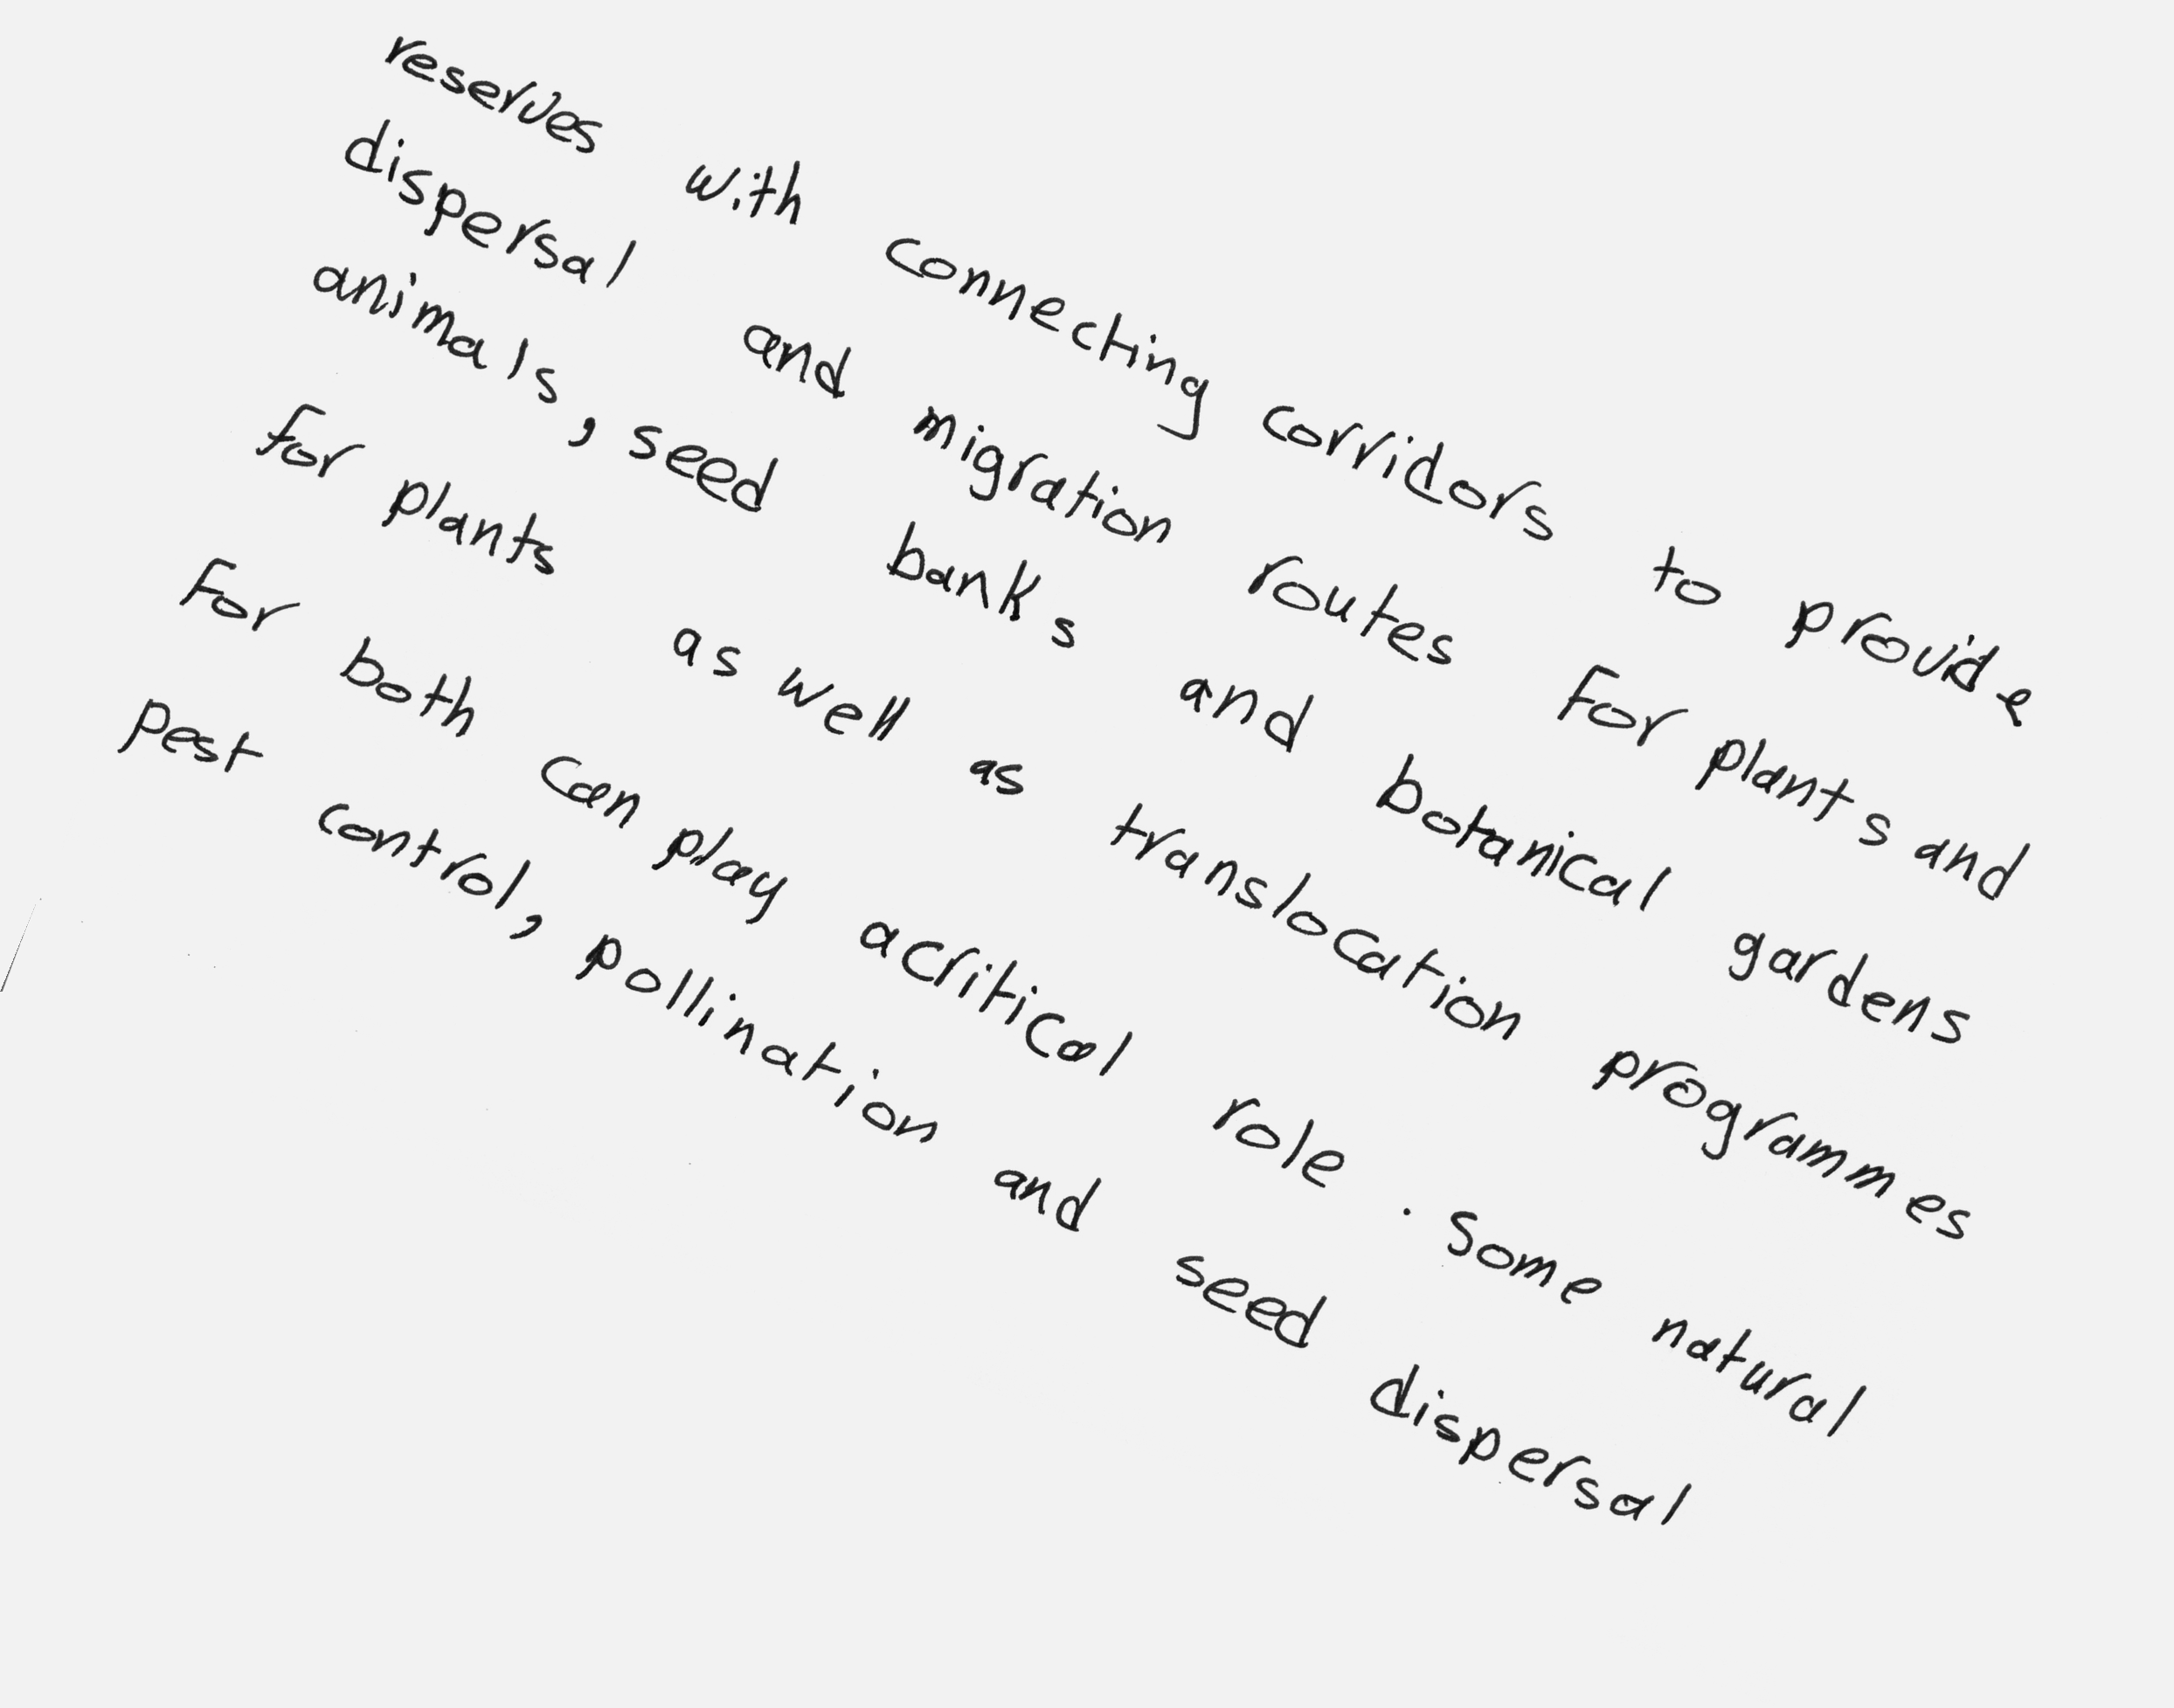 reserves with connecting corridors to provide
dispersal and migration routes For plants and
animals, seed banks and botanical gardens
For plants as well as translocation programmes
For both can play acritical role. Some natural
pest control, pollination and seed dispersal